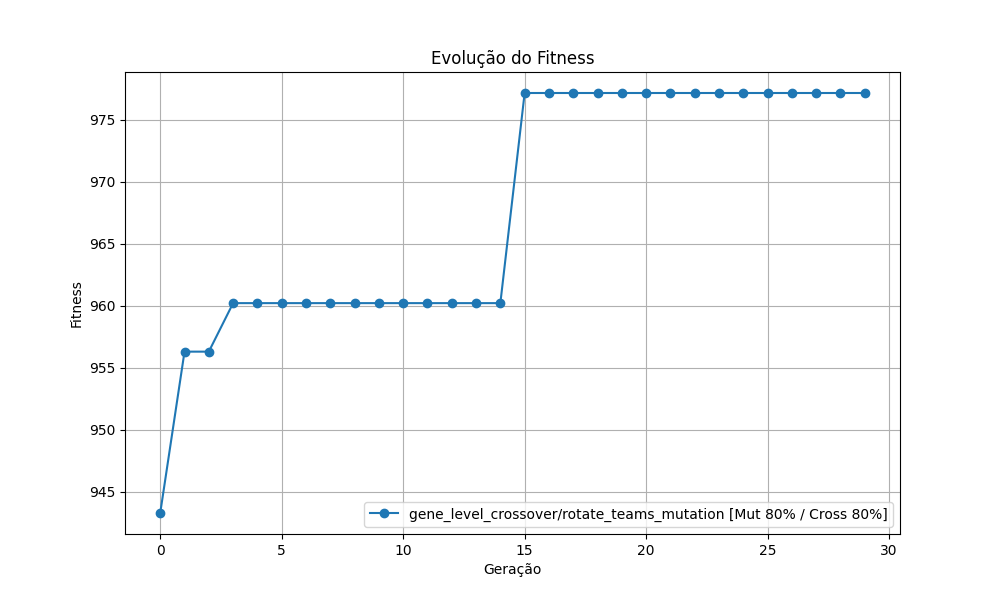 Evolução do Fitness
Fitness
975
970
965
960
955
950
945
gene_level_crossover/rotate_teams_mutation [Mut 80% / Cross 80%]
0 5 10 15 20 25 30
Geração